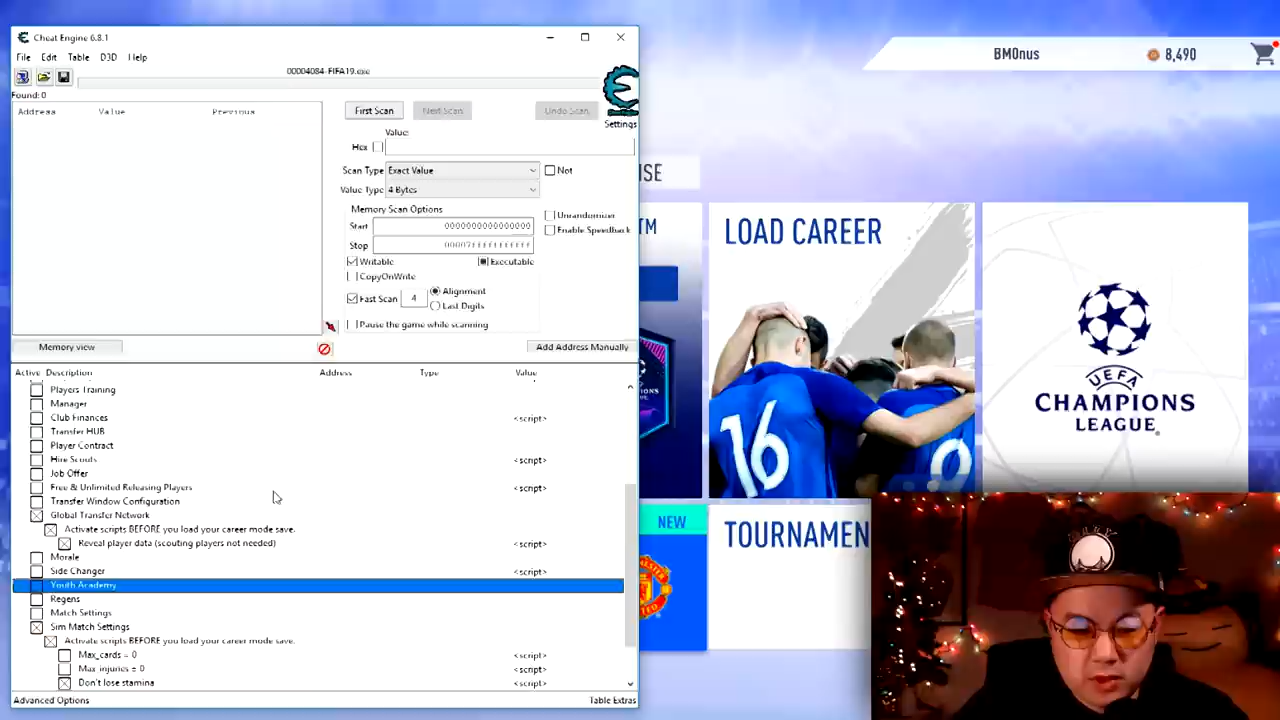 Cheat Engine 6.8.1
File Edit Table D3D Help
00004084-FIFA19.exe
Found: 0
Address Value Previous
First Scan Next Scan Undo Scan
Settings
Value:
Hex
Scan Type Exact Value Not
Value Type 4 Bytes
Memory Scan Options
Start 0000000000000000
Stop 00007fffffffffff
Unrandomizer
Enable Speedhack
Writable Executable
CopyOnWrite
Fast Scan 4 Alignment
Last Digits
Pause the game while scanning
Memory view Add Address Manually
Active Description Address Type Value
Players Training
Manager
Club Finances <script>
Transfer HUB
Player Contract
Hire Scouts <script>
Job Offer
Free & Unlimited Releasing Players <script>
Transfer Window Configuration
Global Transfer Network
Activate scripts BEFORE you load your career mode save.
Reveal player data (scouting players not needed) <script>
Morale
Side Changer <script>
Youth Academy
Regens
Match Settings
Sim Match Settings
Activate scripts BEFORE you load your career mode save.
Max_cards = 0 <script>
Max_injuries = 0 <script>
Don't lose stamina <script>
Advanced Options Table Extras
BM0nus 8,490
ISE
TM
LOAD CAREER
16 9
UEFA
CHAMPIONS
LEAGUE
NEW
TOURNAMEN